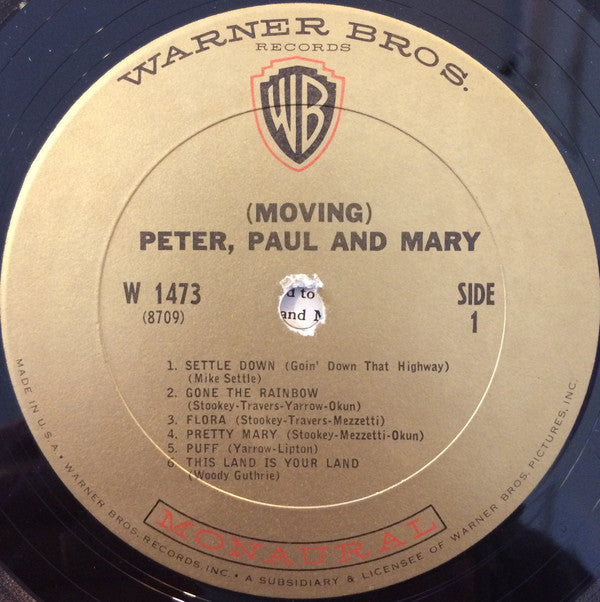 WARNER BROS.
RECORDS
WB
(MOVING)
PETER, PAUL AND MARY
W 1473
(8709)
SIDE
1
d to
and M
1. SETTLE DOWN (Goin' Down That Highway)
(Mike Settle)
2. GONE THE RAINBOW
(Stookey-Travers-Yarrow-Okun)
3. FLORA (Stookey-Travers-Mezzetti)
4. PRETTY MARY (Stookey-Mezzetti-Okun)
5. PUFF (Yarrow-Lipton)
6 THIS LAND IS YOUR LAND
(Woody Guthrie)
MONAURAL
MADE IN U.S.A. • WARNER BROS. RECORDS, INC. • A SUBSIDIARY & LICENSEE OF WARNER BROS. PICTURES, INC.